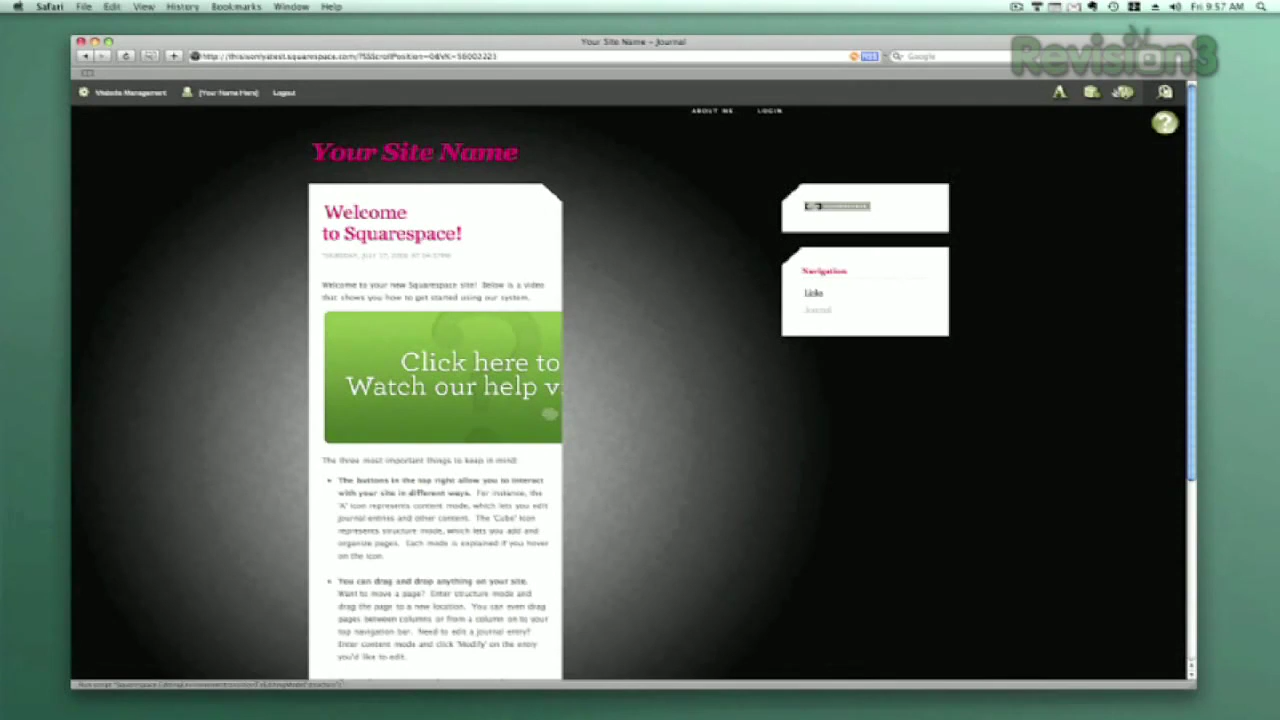 Safari File Edit View History Bookmarks Window Help
Fri 9:57 AM
Your Site Name – Journal
Revision3
Google
Website Management [Your Name Here] Logout
ABOUT ME LOGIN
Your Site Name
Welcome
to Squarespace!
THURSDAY, JULY 17, 2008 AT
Navigation
Links
Journal
Welcome to your new Squarespace site! Below is a video
that shows you how to get started using our system.
Click here to
Watch our help v
The three most important things to keep in mind:
• The buttons in the top right allow you to interact
with your site in different ways. For instance, the
'A' icon represents content mode, which lets you edit
journal entries and other content. The 'Cube' icon
represents structure mode, which lets you add and
organize pages. Each mode is explained if you hover
on the icon.
• You can drag and drop anything on your site.
Want to move a page? Enter structure mode and
drag the page to a new location. You can even drag
pages between columns or from a column on to your
top navigation bar. Need to edit a journal entry?
Enter content mode and click 'Modify' on the entry
you'd like to edit.